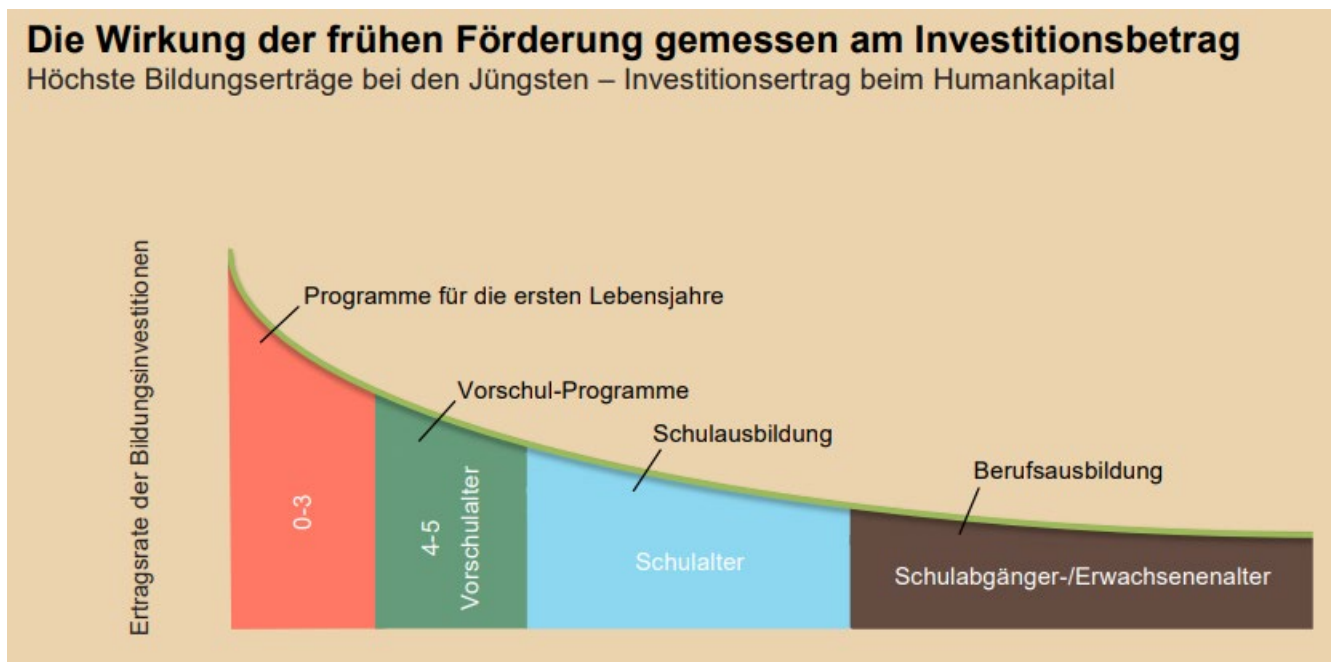 Die Wirkung der frühen Förderung gemessen am Investitionsbetrag
Höchste Bildungserträge bei den Jüngsten – Investitionsertrag beim Humankapital
Ertragsrate der Bildungsinvestitionen
Programme für die ersten Lebensjahre
Vorschul-Programme
Schulausbildung
Berufsausbildung
0-3
4-5
Vorschulalter
Schulalter
Schulabgänger-/Erwachsenenalter